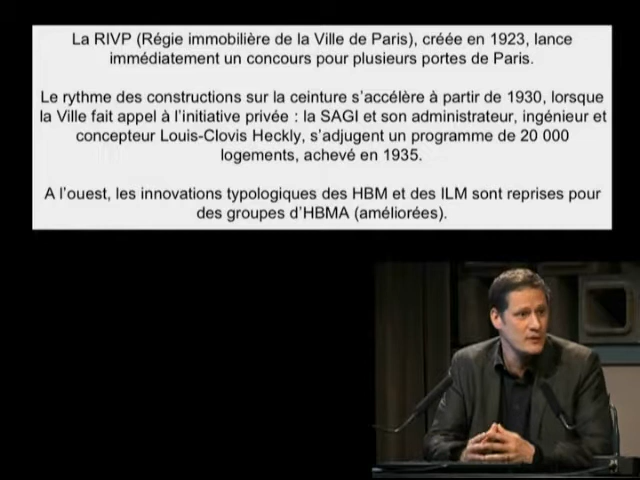 La RIVP (Régie immobilière de la Ville de Paris), créée en 1923, lance
immédiatement un concours pour plusieurs portes de Paris.
Le rythme des constructions sur la ceinture s'accélère à partir de 1930, lorsque
la Ville fait appel à l'initiative privée : la SAGI et son administrateur, ingénieur et
concepteur Louis-Clovis Heckly, s'adjugent un programme de 20 000
logements, achevé en 1935.
A l'ouest, les innovations typologiques des HBM et des ILM sont reprises pour
des groupes d'HBMA (améliorées).